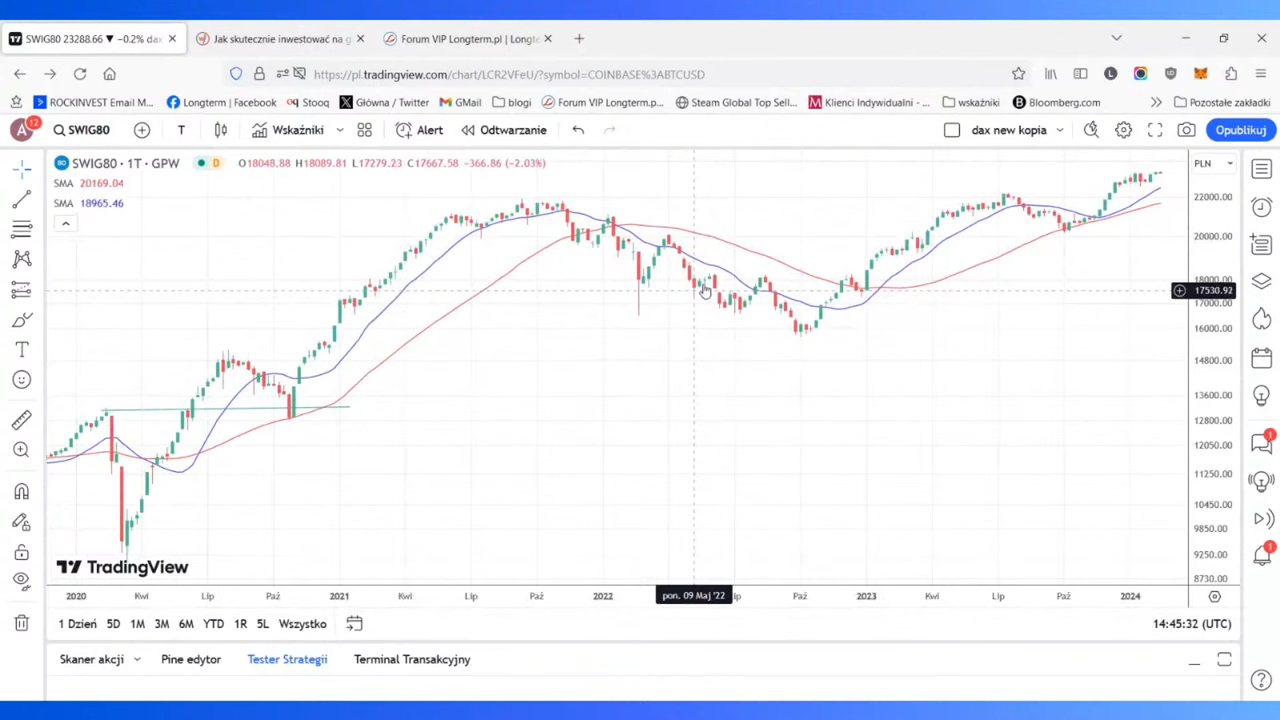 SWIG80 23288.66 ▼ −0.2% dax
Jak skutecznie inwestować na g
Forum VIP Longterm.pl | Longt
https://pl.tradingview.com/chart/LCR2VFeU/?symbol=COINBASE%3ABTCUSD
ROCKINVEST Email M...
Longterm | Facebook
Stooq
Główna / Twitter
GMail
blogi
Forum VIP Longterm.p...
Steam Global Top Sell...
Klienci Indywidualni - ...
wskaźniki
Bloomberg.com
Pozostałe zakładki
A
12
SWIG80
T
Wskaźniki
Alert
Odtwarzanie
dax new kopia
Opublikuj
SWIG80 · 1T · GPW
D
O18048.88 H18089.81 L17279.23 C17667.58 −366.86 (−2.03%)
PLN
SMA 20169.04
SMA 18965.46
22000.00
20000.00
18000.00
17530.92
17000.00
16000.00
14800.00
13600.00
12800.00
12050.00
11250.00
10450.00
9850.00
9250.00
8730.00
1
1
TradingView
2020
Kwi
Lip
Paź
2021
Kwi
Lip
Paź
2022
pon. 09 Maj '22
Paź
2023
Kwi
Lip
Paź
2024
1 Dzień 5D 1M 3M 6M YTD 1R 5L Wszystko
14:45:32 (UTC)
Skaner akcji
Pine edytor
Tester Strategii
Terminal Transakcyjny